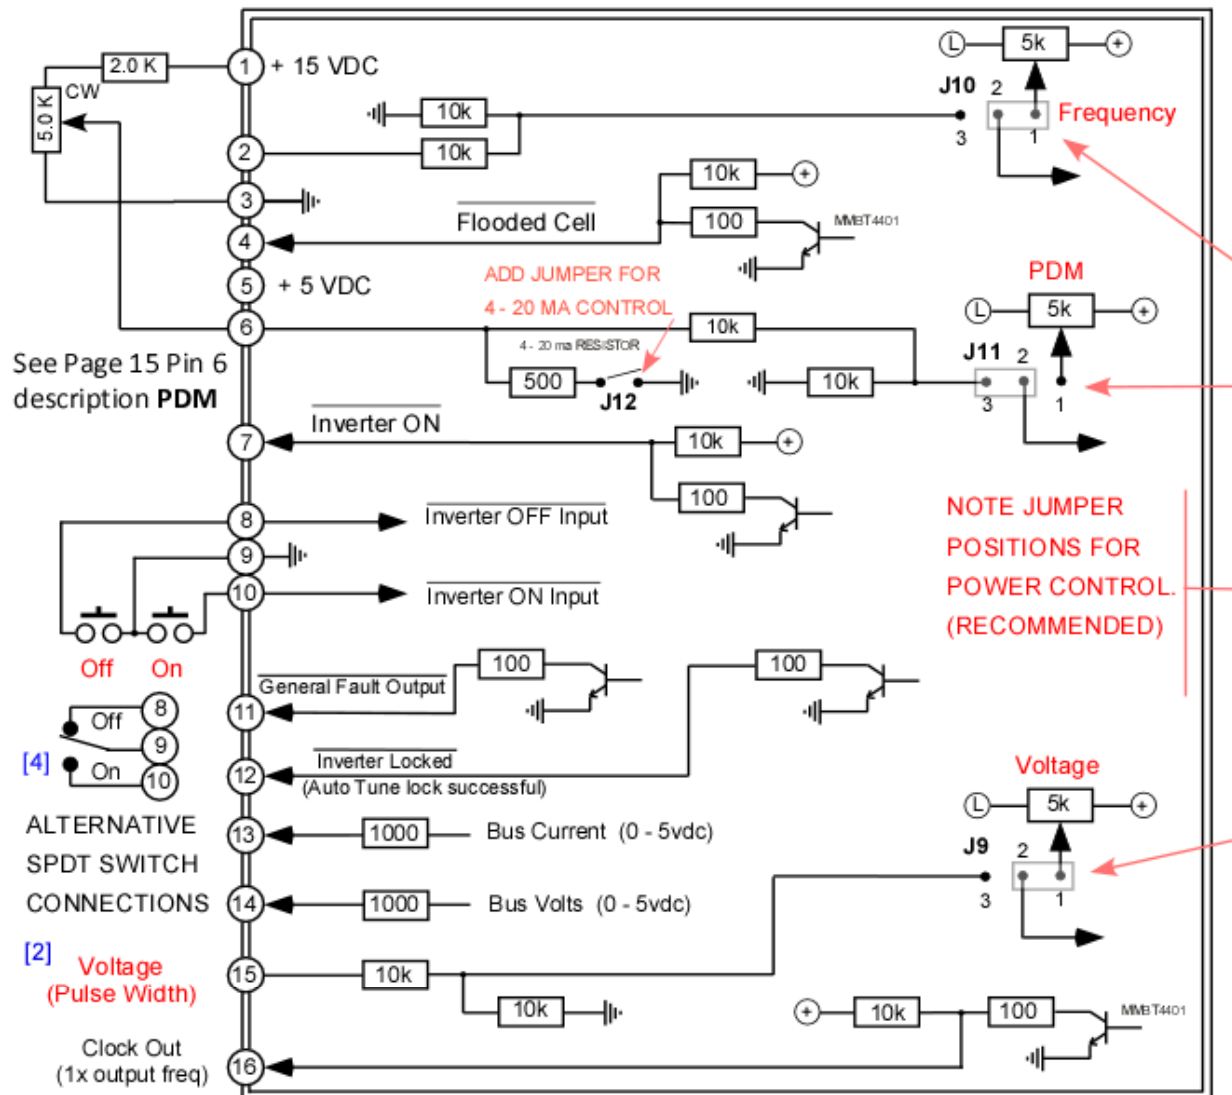 L 5k +
2.0 K 1 + 15 VDC
CW J10 2
5.0 K 10k Frequency
3 1
2 10k
10k +
3
Flooded Cell 100 MMBT4401
4
ADD JUMPER FOR PDM
5 + 5 VDC
4 - 20 MA CONTROL L 5k +
6 10k
4 - 20 ma RESISTOR J11 2
See Page 15 Pin 6
500 10k
description PDM J12 3 1
Inverter ON
7 10k +
100
NOTE JUMPER
8 Inverter OFF Input
POSITIONS FOR
9
10 Inverter ON Input
POWER CONTROL.
(RECOMMENDED)
Off On
100 100
General Fault Output
Off 8 11
9
[4] On Inverter Locked
10 12 (Auto Tune lock successful)
Voltage
L 5k +
ALTERNATIVE 13 1000 Bus Current (0 - 5vdc)
J9 2
SPDT SWITCH
3 1
CONNECTIONS 14 1000 Bus Volts (0 - 5vdc)
[2] Voltage
(Pulse Width) 15 10k
10k + 10k 100 MMBT4401
Clock Out
(1x output freq) 16